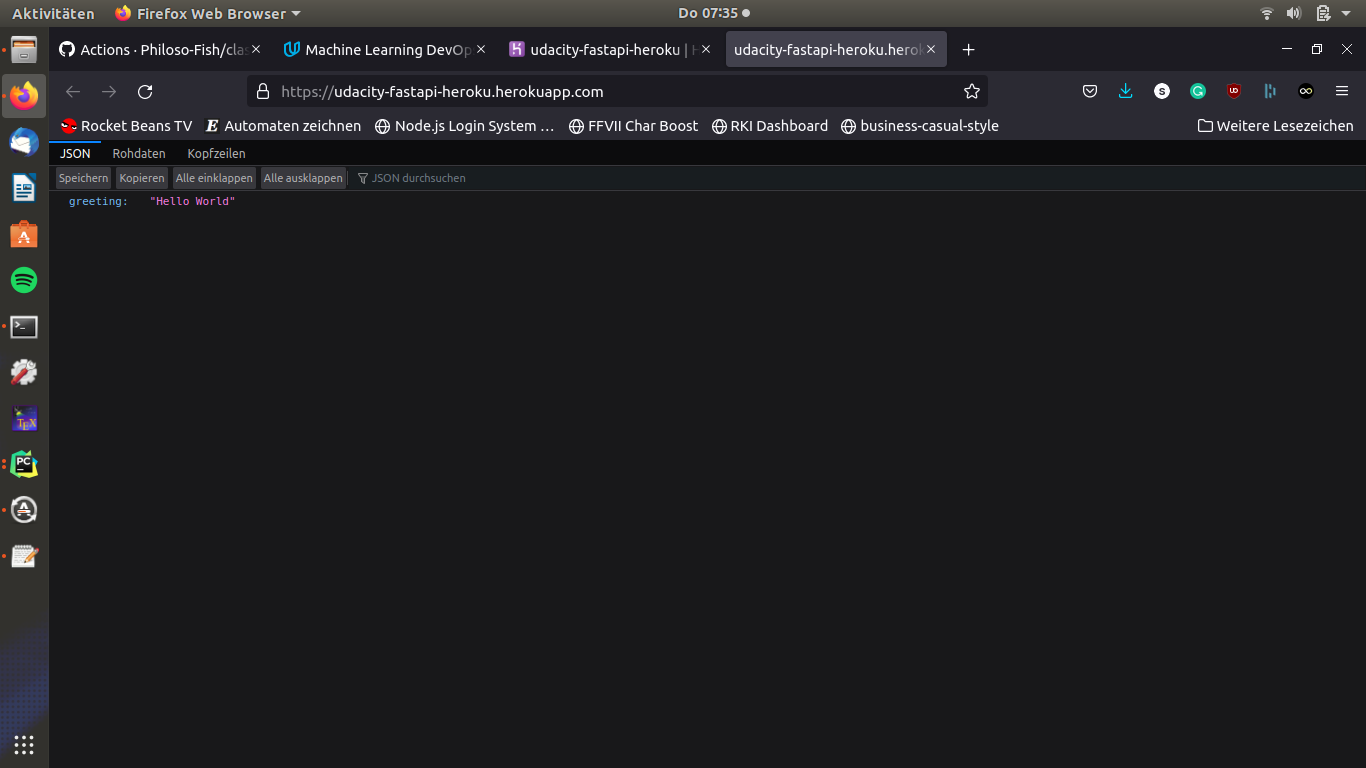 Aktivitäten Firefox Web Browser Do 07:35
Actions · Philoso-Fish/clas Machine Learning DevOp udacity-fastapi-heroku | H udacity-fastapi-heroku.herok
https://udacity-fastapi-heroku.herokuapp.com
Rocket Beans TV Automaten zeichnen Node.js Login System … FFVII Char Boost RKI Dashboard business-casual-style Weitere Lesezeichen
JSON Rohdaten Kopfzeilen
Speichern Kopieren Alle einklappen Alle ausklappen JSON durchsuchen
greeting: "Hello World"